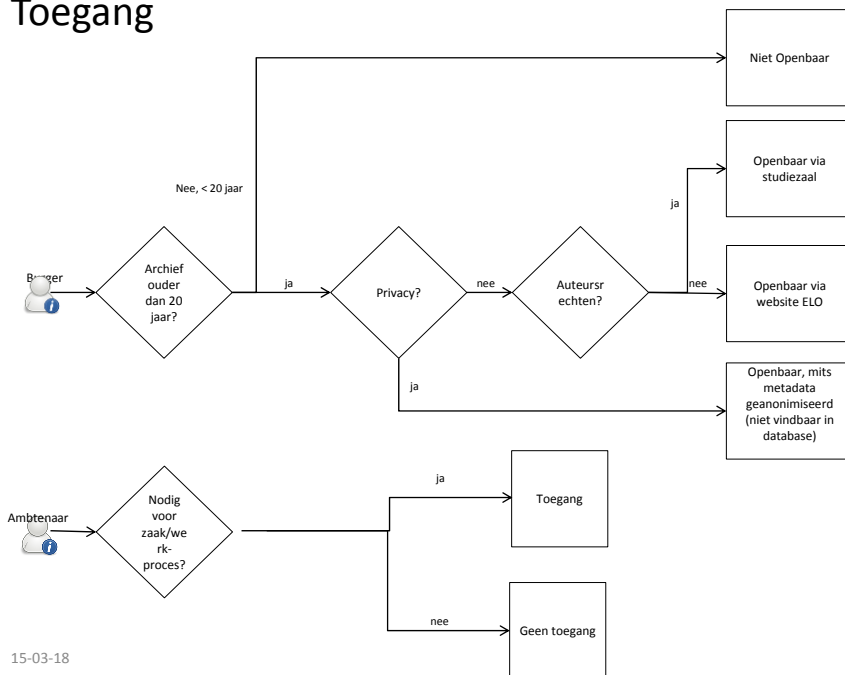 Toegang
Niet Openbaar
Openbaar via
studiezaal
Nee, < 20 jaar
ja
Burger
Archief
ouder
dan 20
jaar?
ja
Privacy?
nee
Auteursr
echten?
nee
Openbaar via
website ELO
ja
Openbaar, mits
metadata
geanonimiseerd
(niet vindbaar in
database)
Ambtenaar
Nodig
voor
zaak/we
rk-
proces?
ja
Toegang
nee
Geen toegang
15-03-18